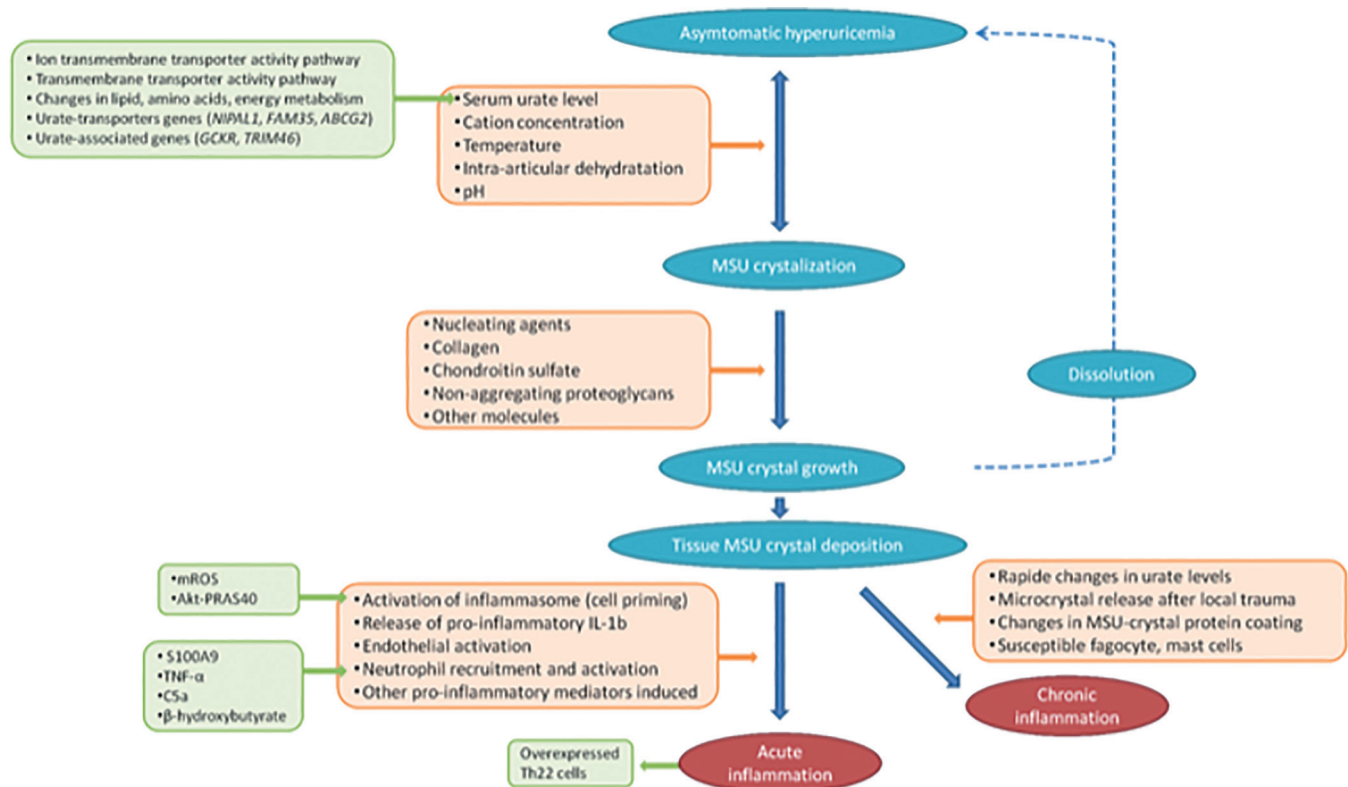 Asymtomatic hyperuricemia
• Ion transmembrane transporter activity pathway
• Transmembrane transporter activity pathway
• Changes in lipid, amino acids, energy metabolism
• Urate-transporters genes (NIPAL1, FAM35, ABCG2)
• Urate-associated genes (GCKR, TRIM46)
• Serum urate level
• Cation concentration
• Temperature
• Intra-articular dehydratation
• pH
MSU crystalization
• Nucleating agents
• Collagen
• Chondroitin sulfate
• Non-aggregating proteoglycans
• Other molecules
Dissolution
MSU crystal growth
Tissue MSU crystal deposition
• mROS
• Akt-PRAS40
• S100A9
• TNF-α
• C5a
• β-hydroxybutyrate
• Activation of inflammasome (cell priming)
• Release of pro-inflammatory IL-1b
• Endothelial activation
• Neutrophil recruitment and activation
• Other pro-inflammatory mediators induced
• Rapide changes in urate levels
• Microcrystal release after local trauma
• Changes in MSU-crystal protein coating
• Susceptible fagocyte, mast cells
Chronic
inflammation
Overexpressed
Th22 cells
Acute
inflammation